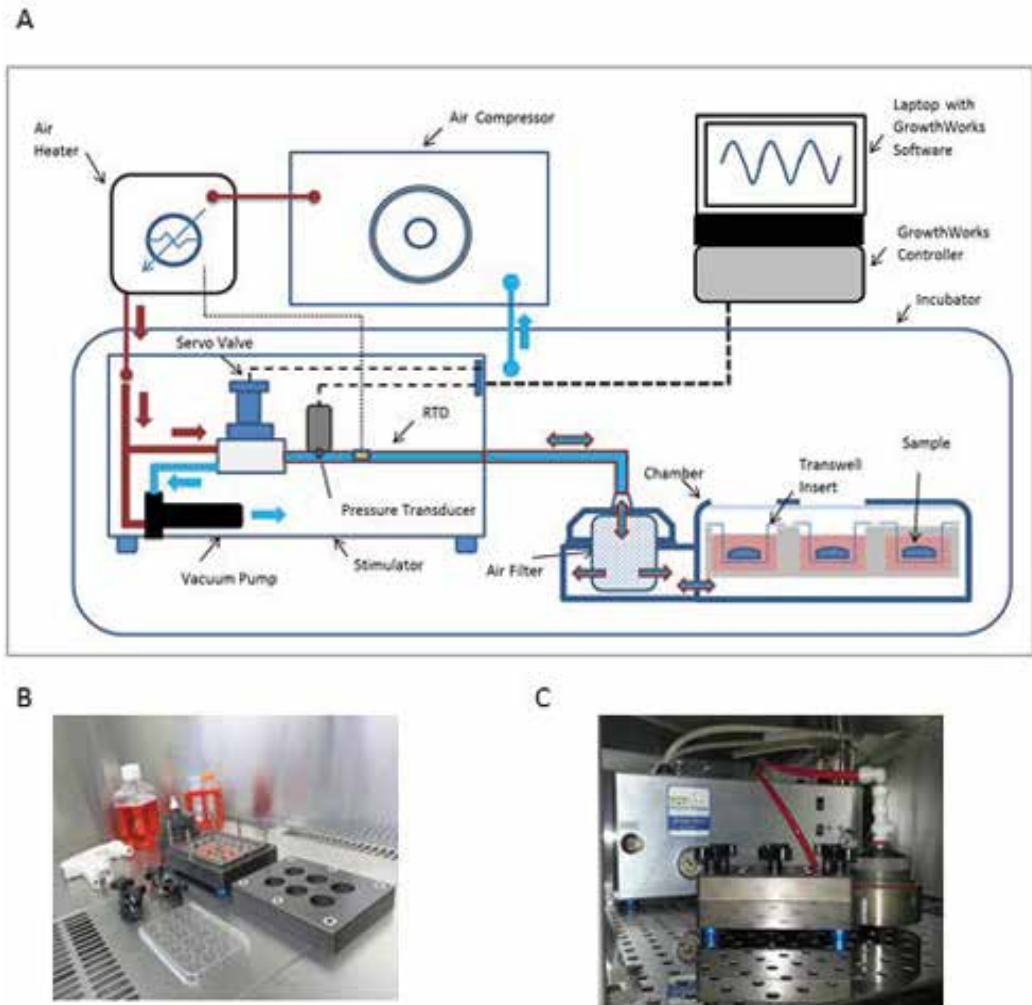 A
Air
Heater
Air Compressor
Laptop with
GrowthWorks
Software
GrowthWorks
Controller
Incubator
Servo Valve
RTD
Chamber
Transwell
Insert
Sample
Pressure Transducer
Vacuum Pump
Stimulator
Air Filter
B
C